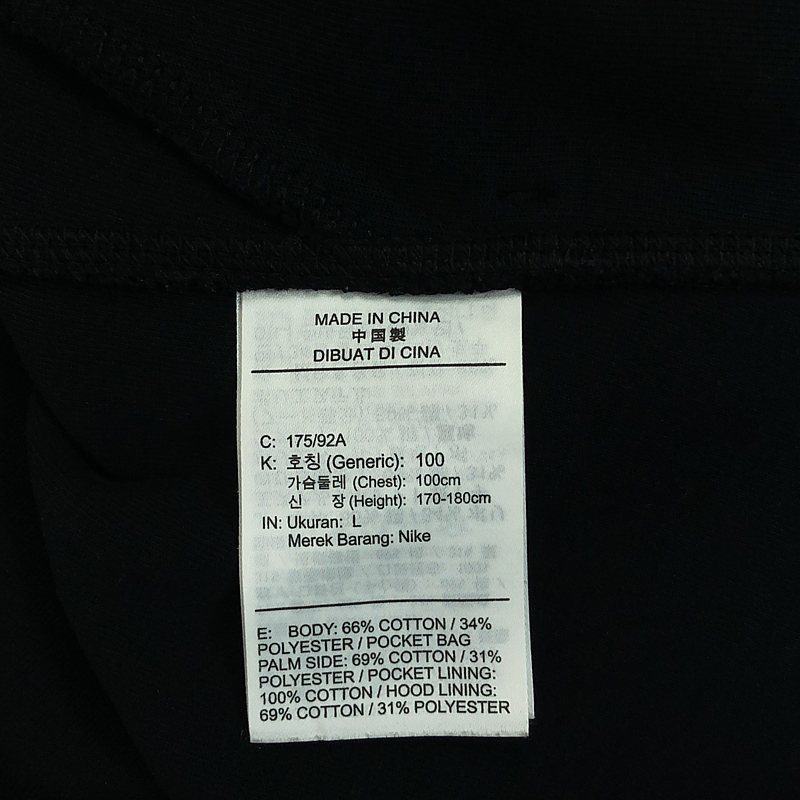 MADE IN CHINA
中国製
DIBUAT DI CINA
C: 175/92A
K: 호칭 (Generic): 100
가슴둘레 (Chest): 100cm
신 장 (Height): 170-180cm
IN: Ukuran: L
Merek Barang: Nike
E: BODY: 66% COTTON / 34%
POLYESTER / POCKET BAG
PALM SIDE: 69% COTTON / 31%
POLYESTER / POCKET LINING:
100% COTTON / HOOD LINING:
69% COTTON / 31% POLYESTER